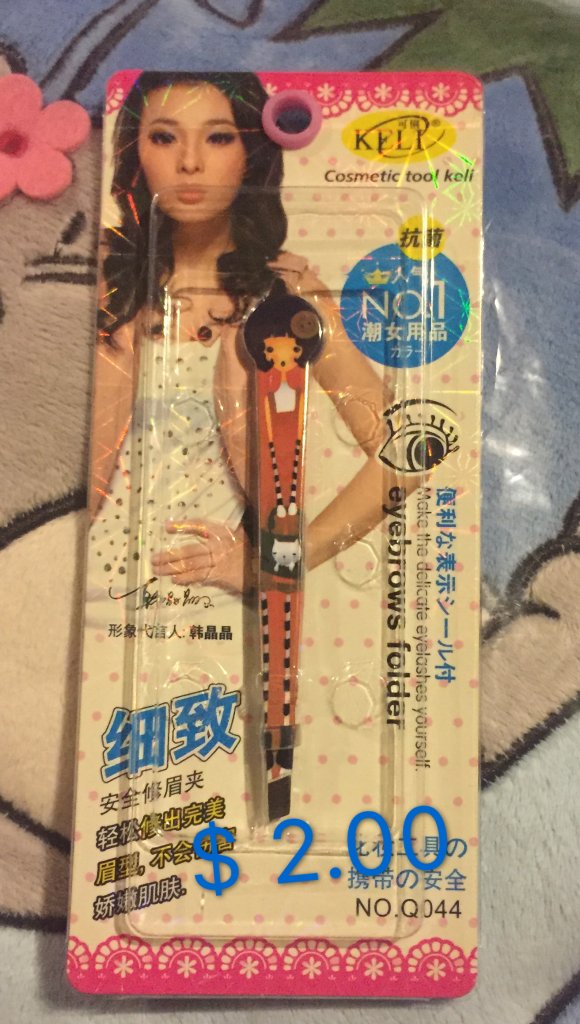 可俐®
KELI
Cosmetic tool keli
抗菌
NO.1
潮女用品
カラー
便利な表示シール付
Make the delicate eyelashes yourself.
eyebrows folder
形象代言人: 韩晶晶
细致
安全修眉夹
轻松修出完美
眉型, 不会
娇嫩肌肤.
$ 2.00
工具の
携帯の安全
NO.Q044